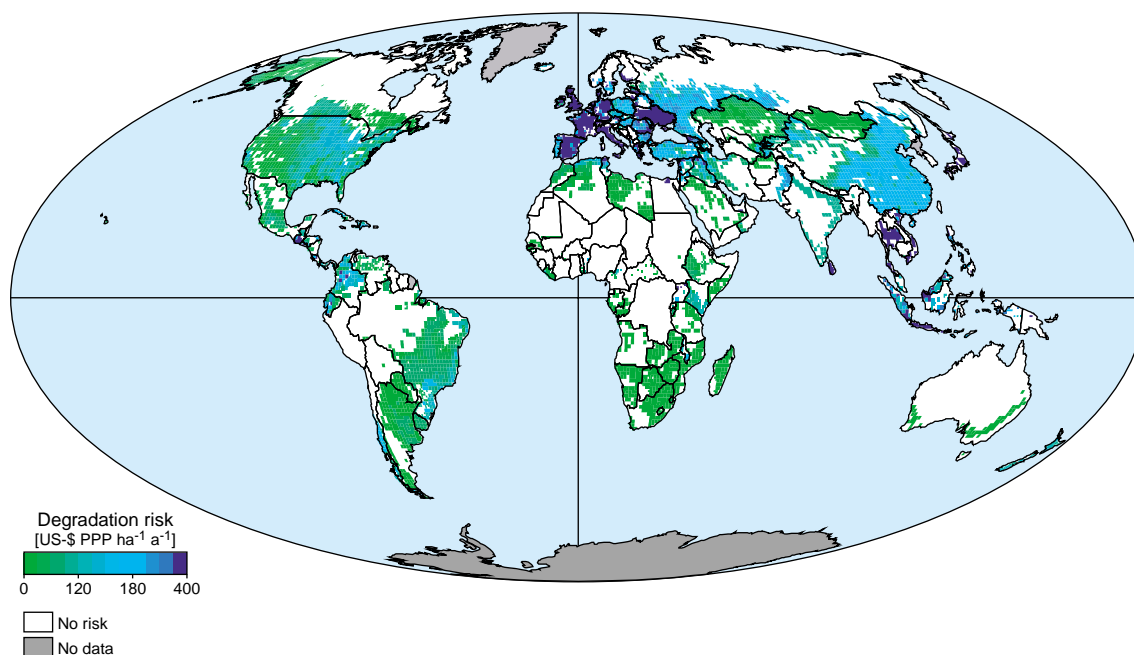 Degradation risk
[US-$ PPP ha-1 a-1]
0 120 180 400
No risk
No data